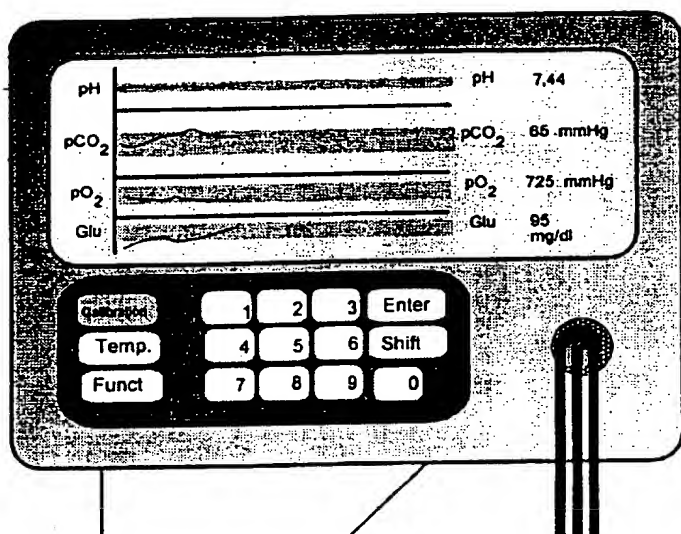 pH pH 7,44
pCO2 pCO2 65 mmHg
pO2 pO2 725 mmHg
Glu Glu 95
mg/dl
Calibration 1 2 3 Enter
Temp. 4 5 6 Shift
Funct 7 8 9 0